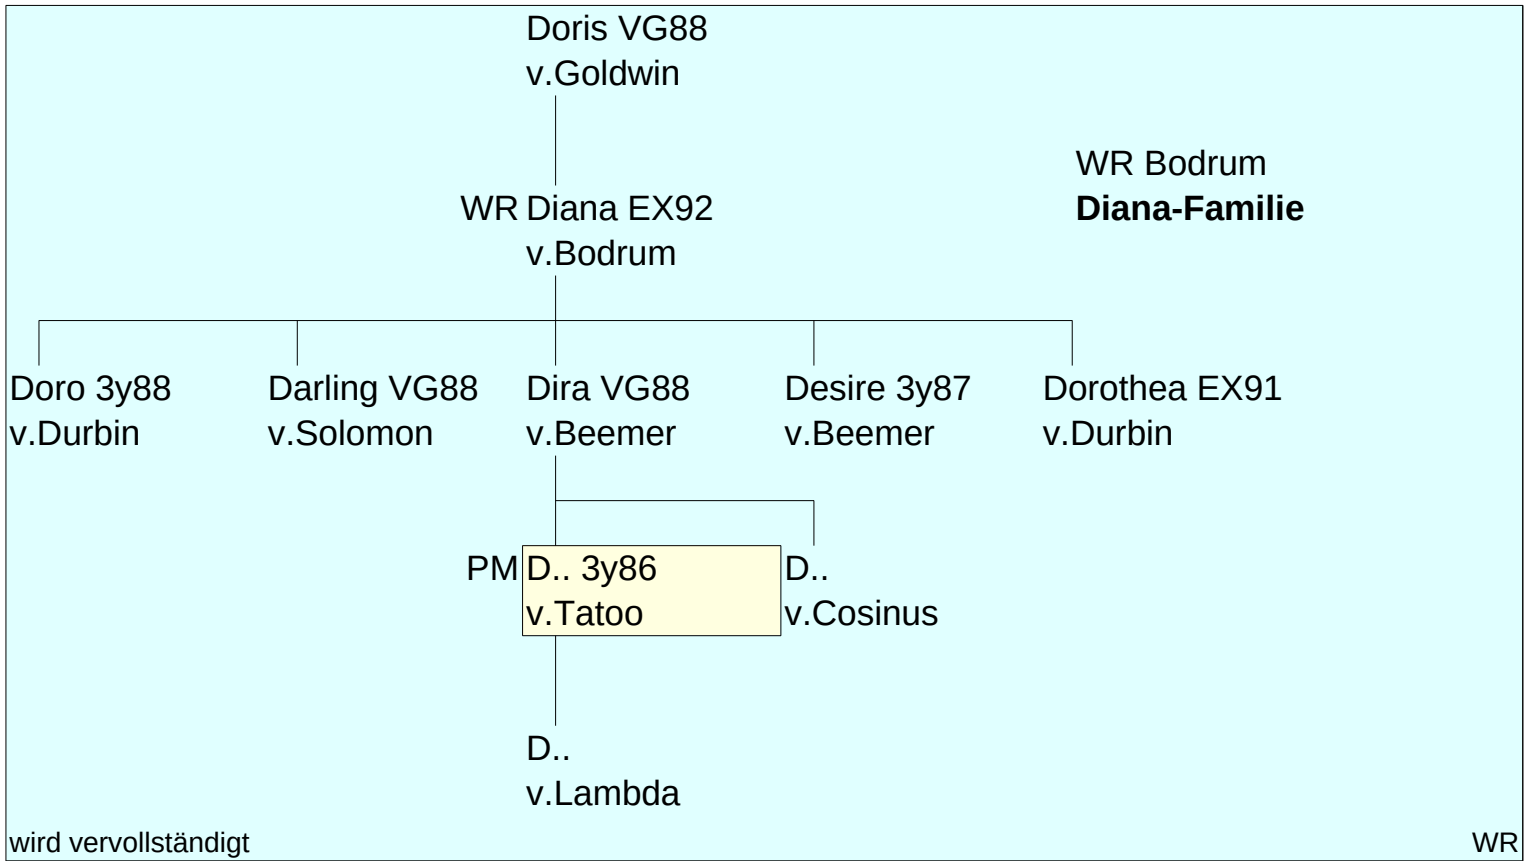 Doris VG88
v.Goldwin
WR Bodrum
WR Diana EX92
Diana-Familie
v.Bodrum
Doro 3y88 Darling VG88 Dira VG88 Desire 3y87 Dorothea EX91
v.Durbin v.Solomon v.Beemer v.Beemer v.Durbin
PM D.. 3y86 D..
v.Tatoo v.Cosinus
D..
v.Lambda
wird vervollständigt WR